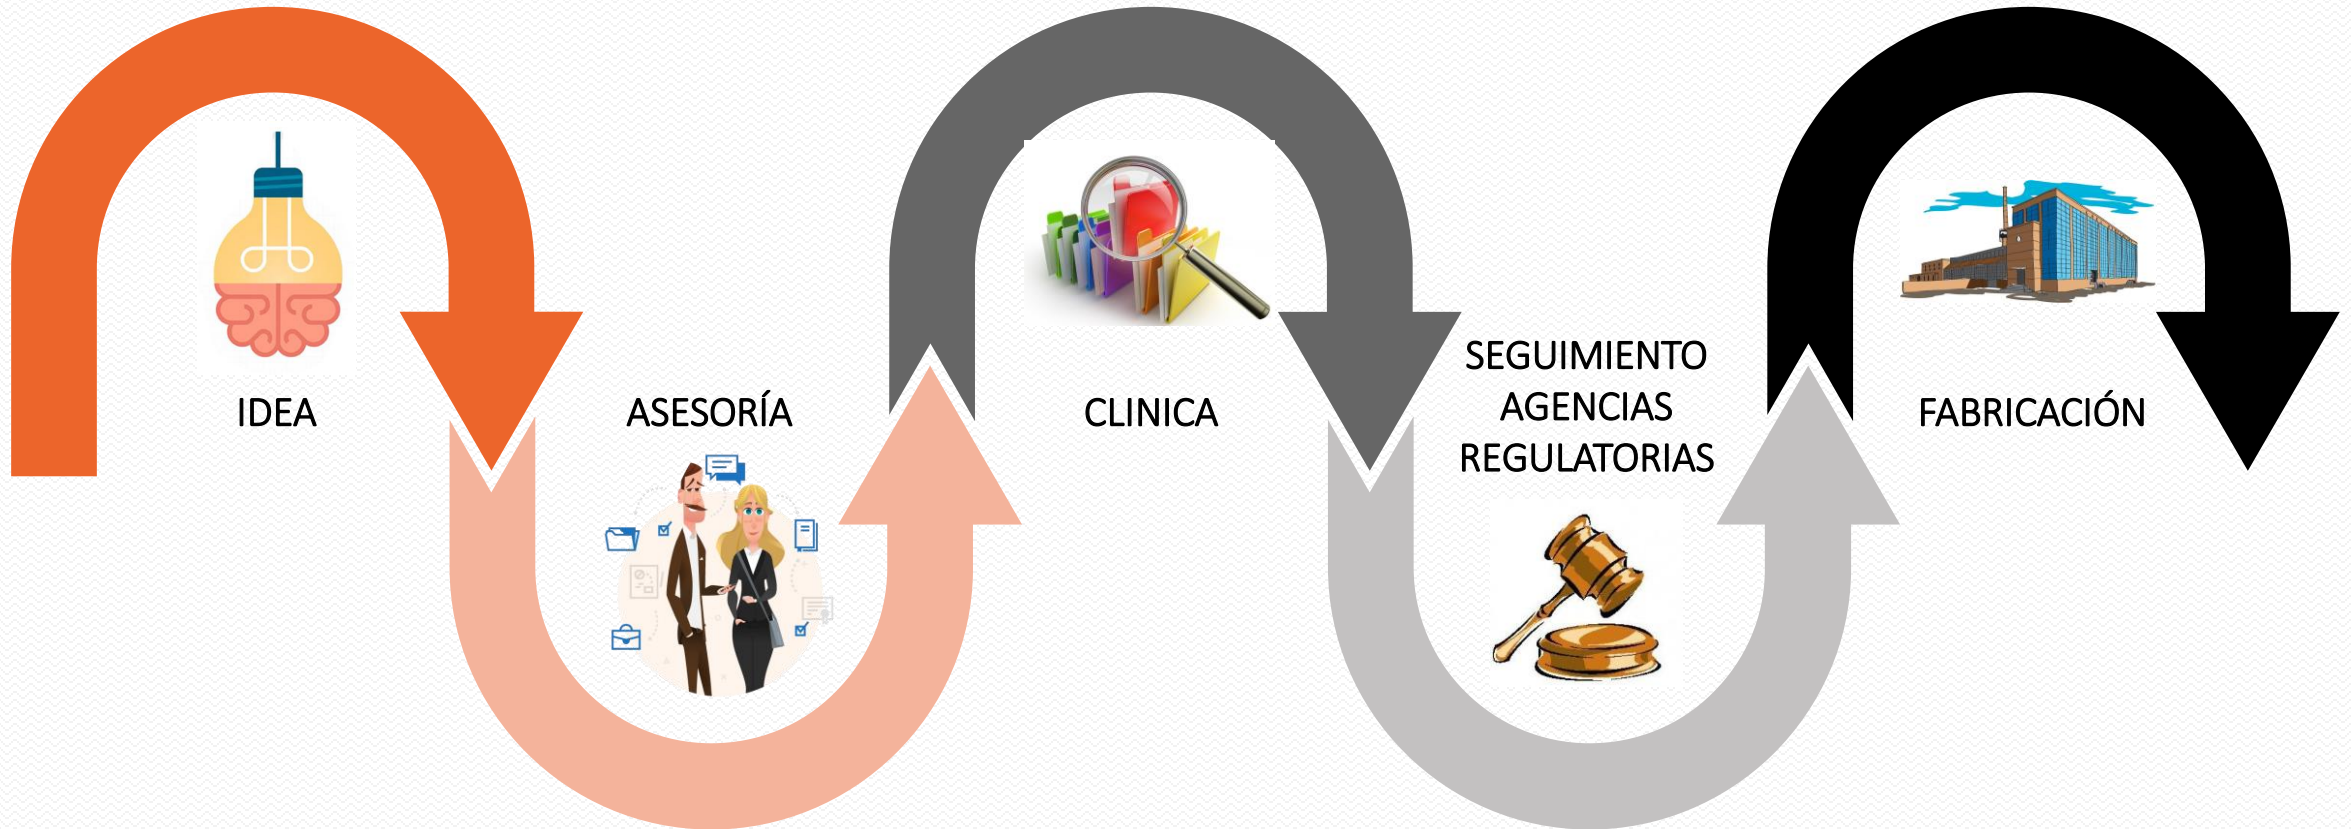 IDEA
ASESORÍA
CLINICA
SEGUIMIENTO
AGENCIAS
REGULATORIAS
FABRICACIÓN